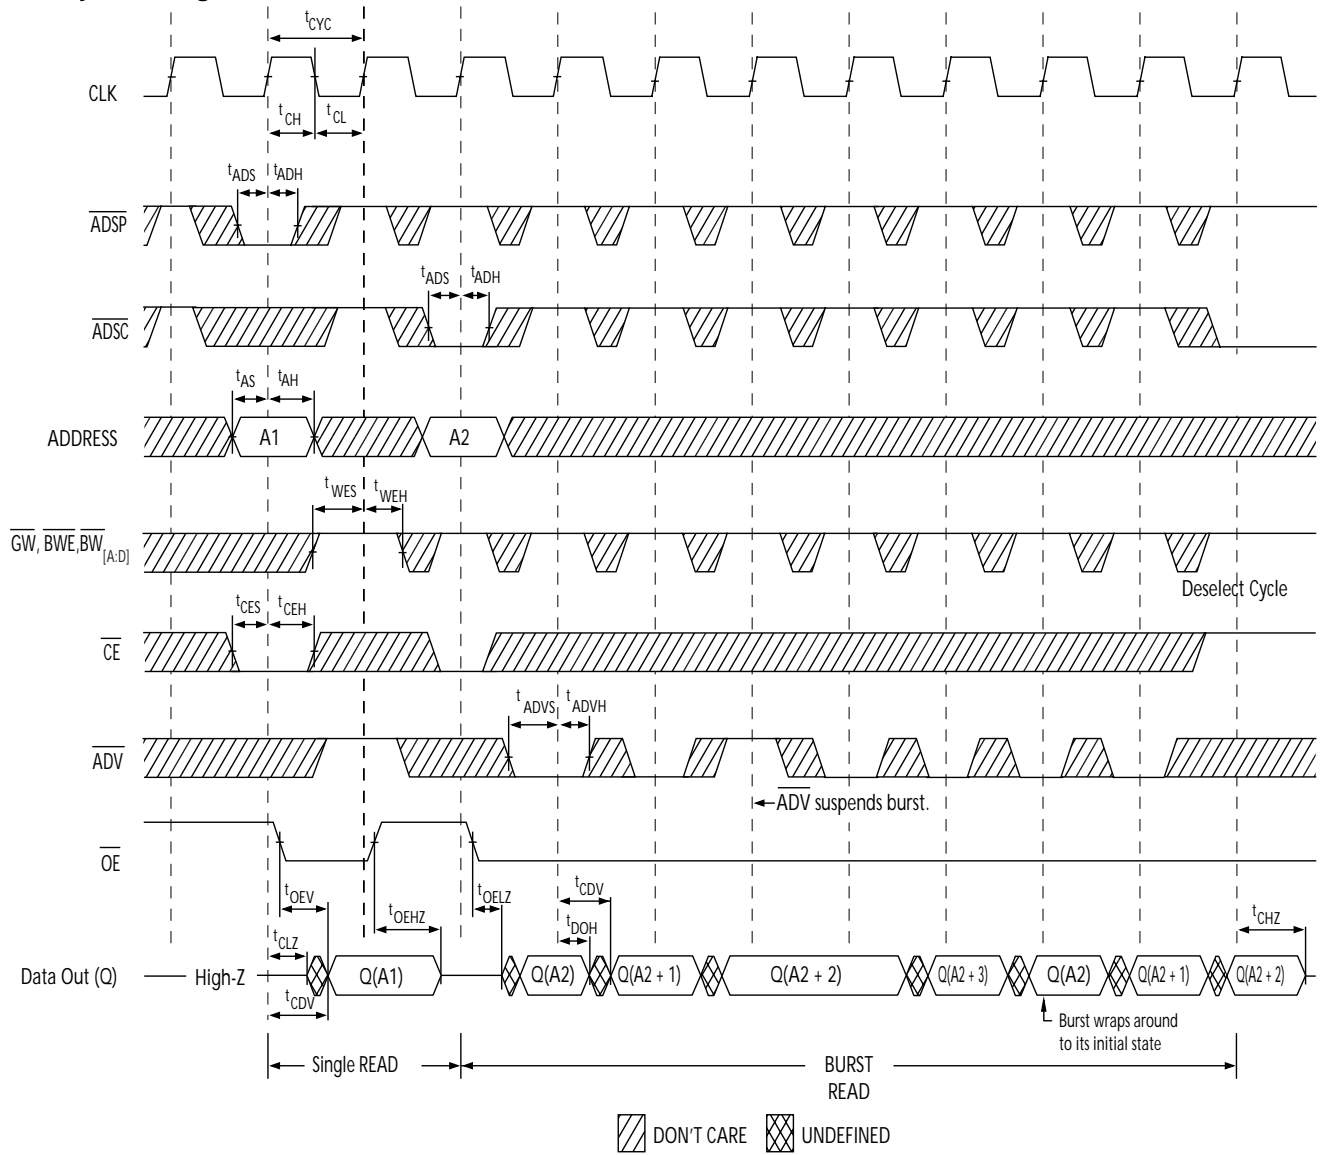 tCYC
CLK
tCH
tCL
tADS
tADH
ADSP
tADS
tADH
ADSC
tAS
tAH
ADDRESS
A1
A2
tWES
tWEH
GW, BWE,BW[A:D]
Deselect Cycle
tCES
tCEH
CE
tADVS
tADVH
ADV
ADV suspends burst.
OE
tOEV
tOEHZ
tOELZ
tCDV
tDOH
tCHZ
tCLZ
Data Out (Q)
High-Z
Q(A1)
Q(A2)
Q(A2 + 1)
Q(A2 + 2)
Q(A2 + 3)
Q(A2)
Q(A2 + 1)
Q(A2 + 2)
tCDV
Burst wraps around
to its initial state
Single READ
BURST
READ
DON'T CARE
UNDEFINED